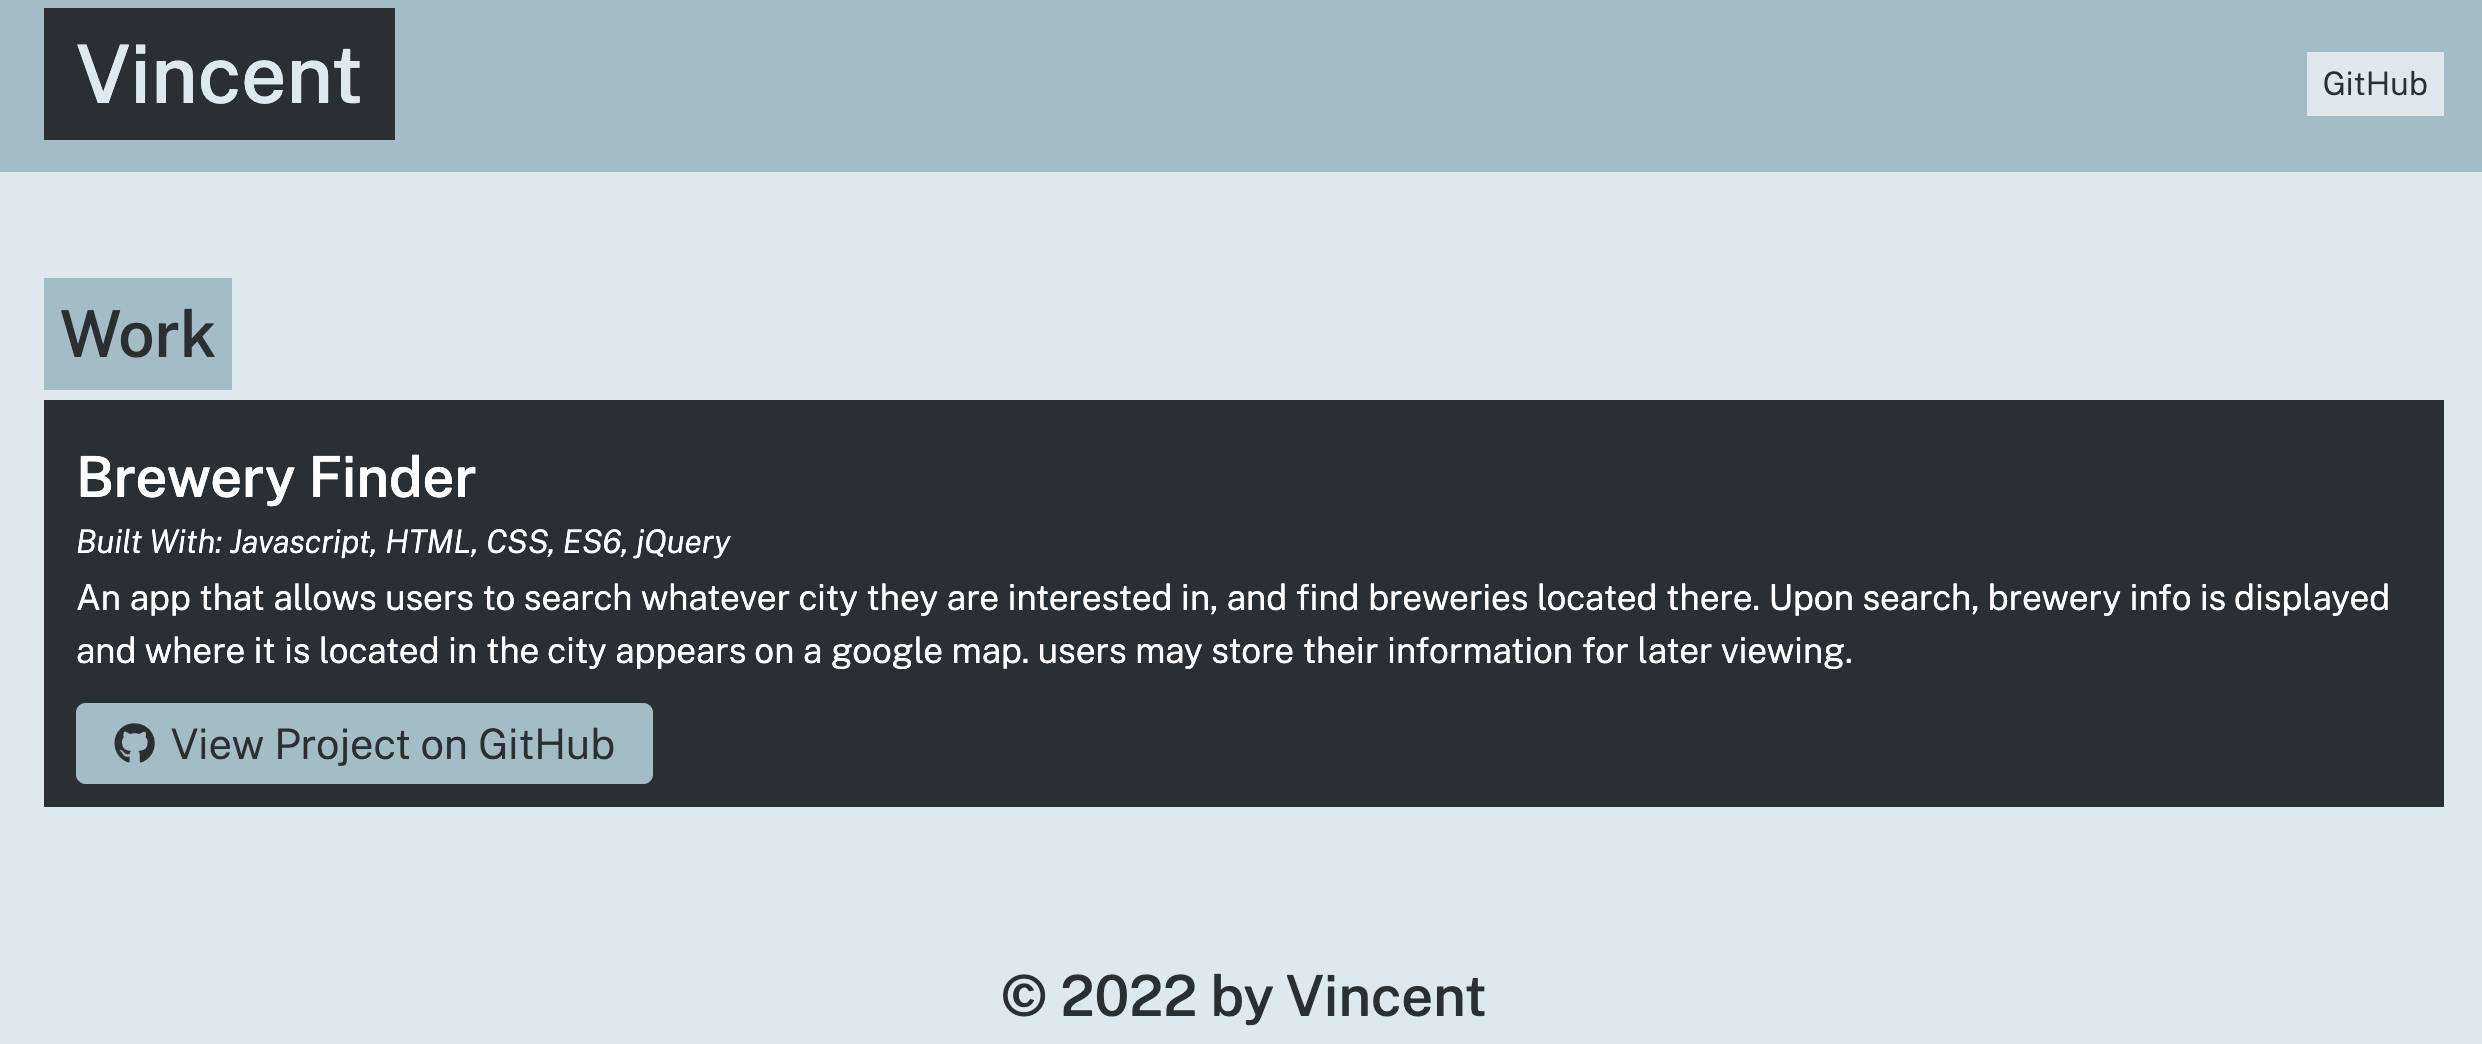 Vincent
GitHub
Work
Brewery Finder
Built With: Javascript, HTML, CSS, ES6, jQuery
An app that allows users to search whatever city they are interested in, and find breweries located there. Upon search, brewery info is displayed
and where it is located in the city appears on a google map. users may store their information for later viewing.
View Project on GitHub
© 2022 by Vincent